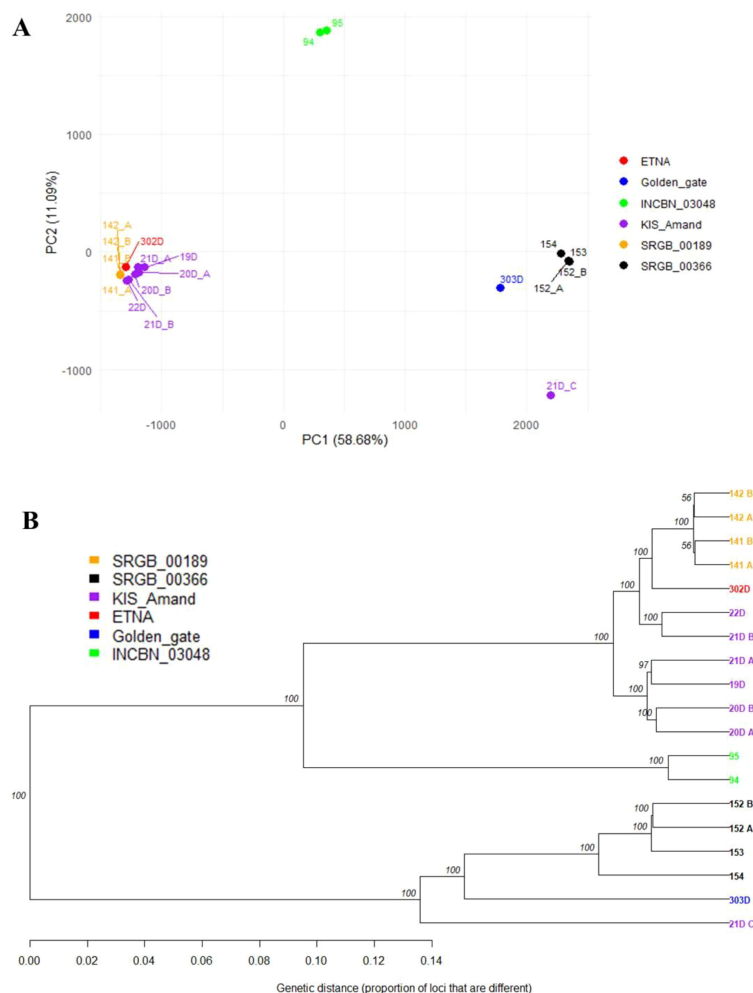 A
2000
1000
0
-1000
PC2 (11.09%)
95
94
142_A
142_B
302D
141_B
21D_A
19D
20D_A
141_A
20D_B
22D
21D_B
154
153
152_B
152_A
303D
21D_C
-1000
0
1000
2000
PC1 (58.68%)
ETNA
Golden_gate
INCBN_03048
KIS_Amand
SRGB_00189
SRGB_00366
B
SRGB_00189
SRGB_00366
KIS_Amand
ETNA
Golden_gate
INCBN_03048
142 B
56
142 A
100
141 B
56
100
141 A
100
302D
22D
100
100
21D B
21D A
97
19D
100
100
20D B
100
20D A
100
95
100
94
152 B
100
152 A
100
100
153
100
154
100
303D
100
21D C
0.00
0.02
0.04
0.06
0.08
0.10
0.12
0.14
Genetic distance (proportion of loci that are different)